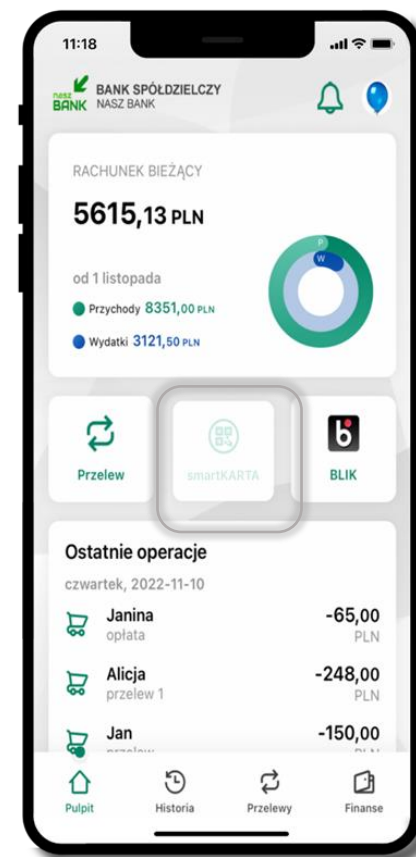 11:18
nasz
BANK
BANK SPÓŁDZIELCZY
NASZ BANK
RACHUNEK BIEŻĄCY
5615,13 PLN
P
W
od 1 listopada
Przychody 8351,00 PLN
Wydatki 3121,50 PLN
Przelew
smartKARTA
BLIK
Ostatnie operacje
czwartek, 2022-11-10
Janina
-65,00
opłata
PLN
Alicja
-248,00
przelew 1
PLN
Jan
-150,00
Pulpit
Historia
Przelewy
Finanse